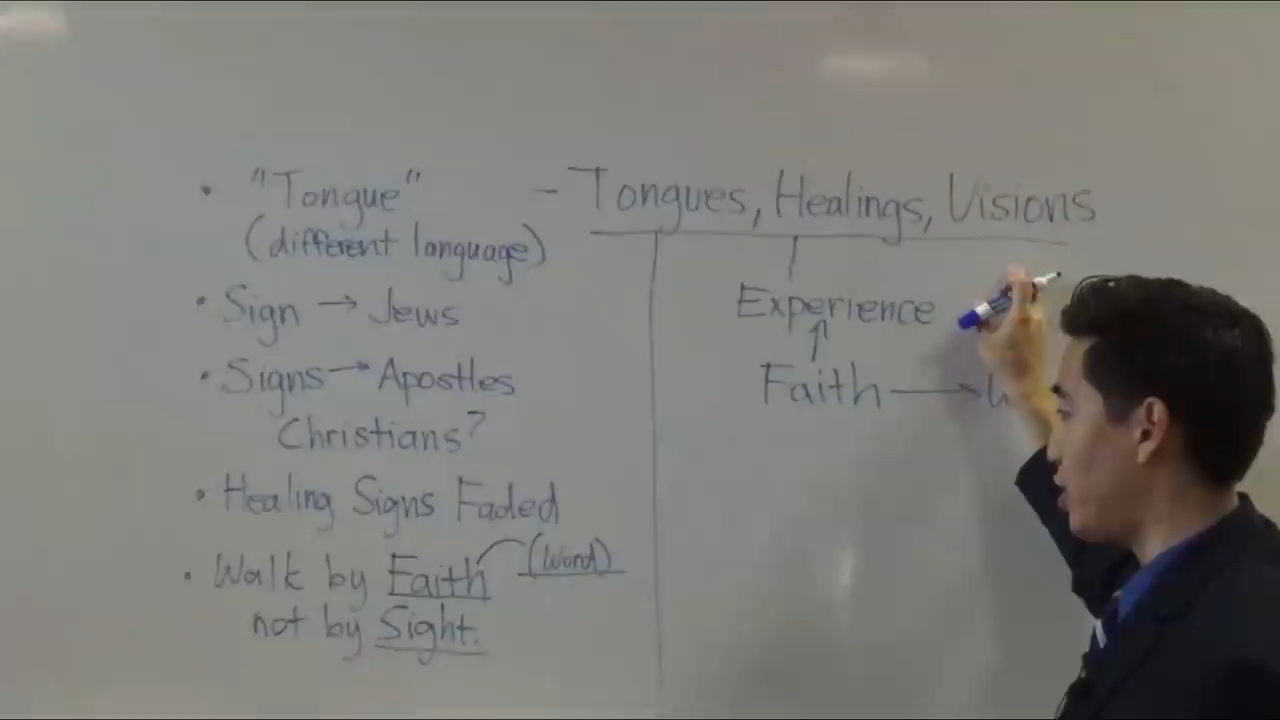 • "Tongue"
(different language)
• Sign → Jews
• Signs → Apostles
Christians?
• Healing Signs Faded
• Walk by Faith (Word)
not by Sight.
- Tongues, Healings, Visions
Experience
↑
Faith →